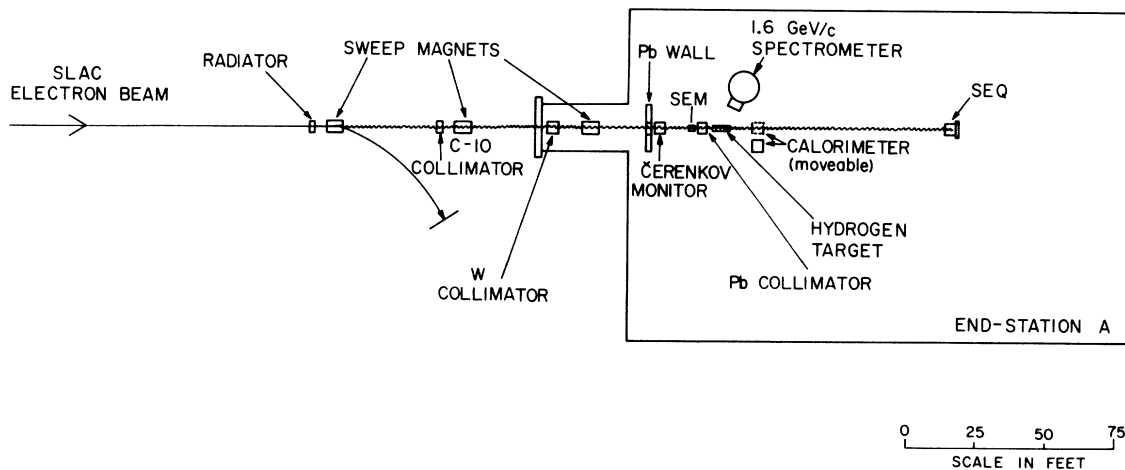 SLAC
ELECTRON BEAM
RADIATOR
SWEEP MAGNETS
C-10
COLLIMATOR
W
COLLIMATOR
Pb WALL
1.6 GeV/c
SPECTROMETER
SEM
ČERENKOV
MONITOR
SEQ
CALORIMETER
(moveable)
HYDROGEN
TARGET
Pb COLLIMATOR
END-STATION A
0 25 50 75
SCALE IN FEET